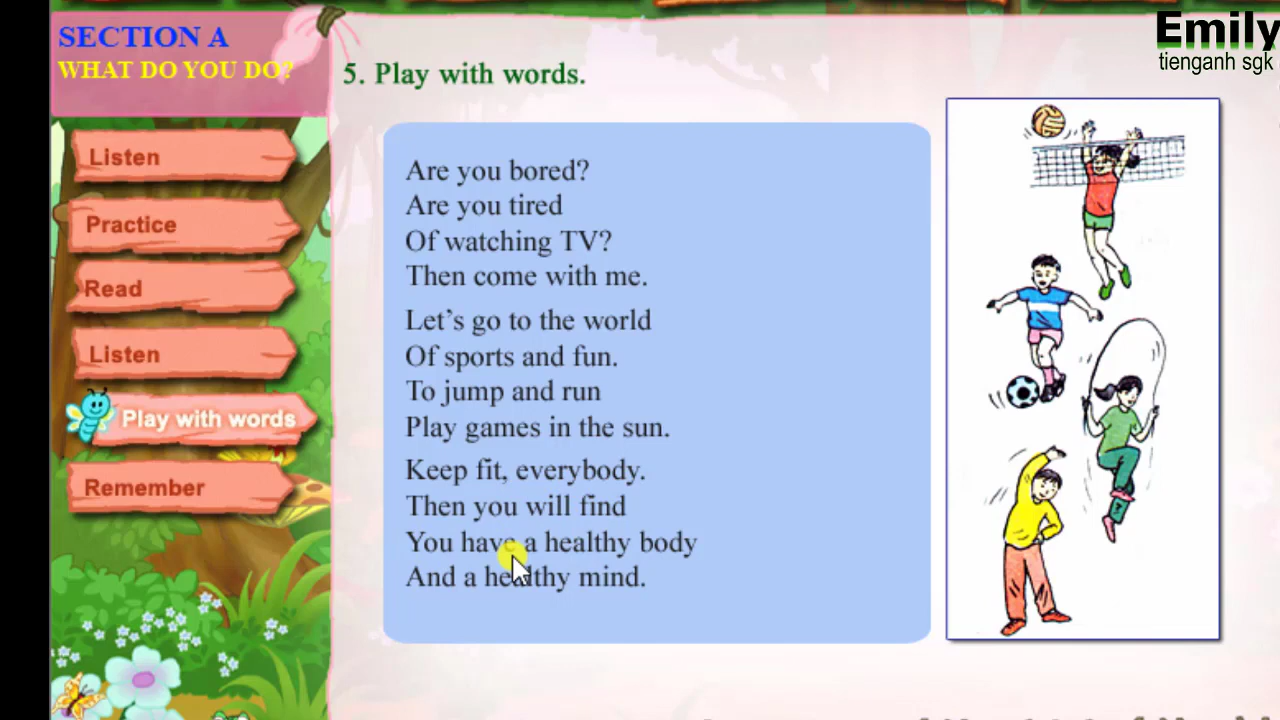 SECTION A
WHAT DO YOU DO?
Listen
Practice
Read
Listen
Play with words
Remember
5. Play with words.
Are you bored?
Are you tired
Of watching TV?
Then come with me.
Let's go to the world
Of sports and fun.
To jump and run
Play games in the sun.
Keep fit, everybody.
Then you will find
You have a healthy body
And a healthy mind.
Emily
tienganh sgk